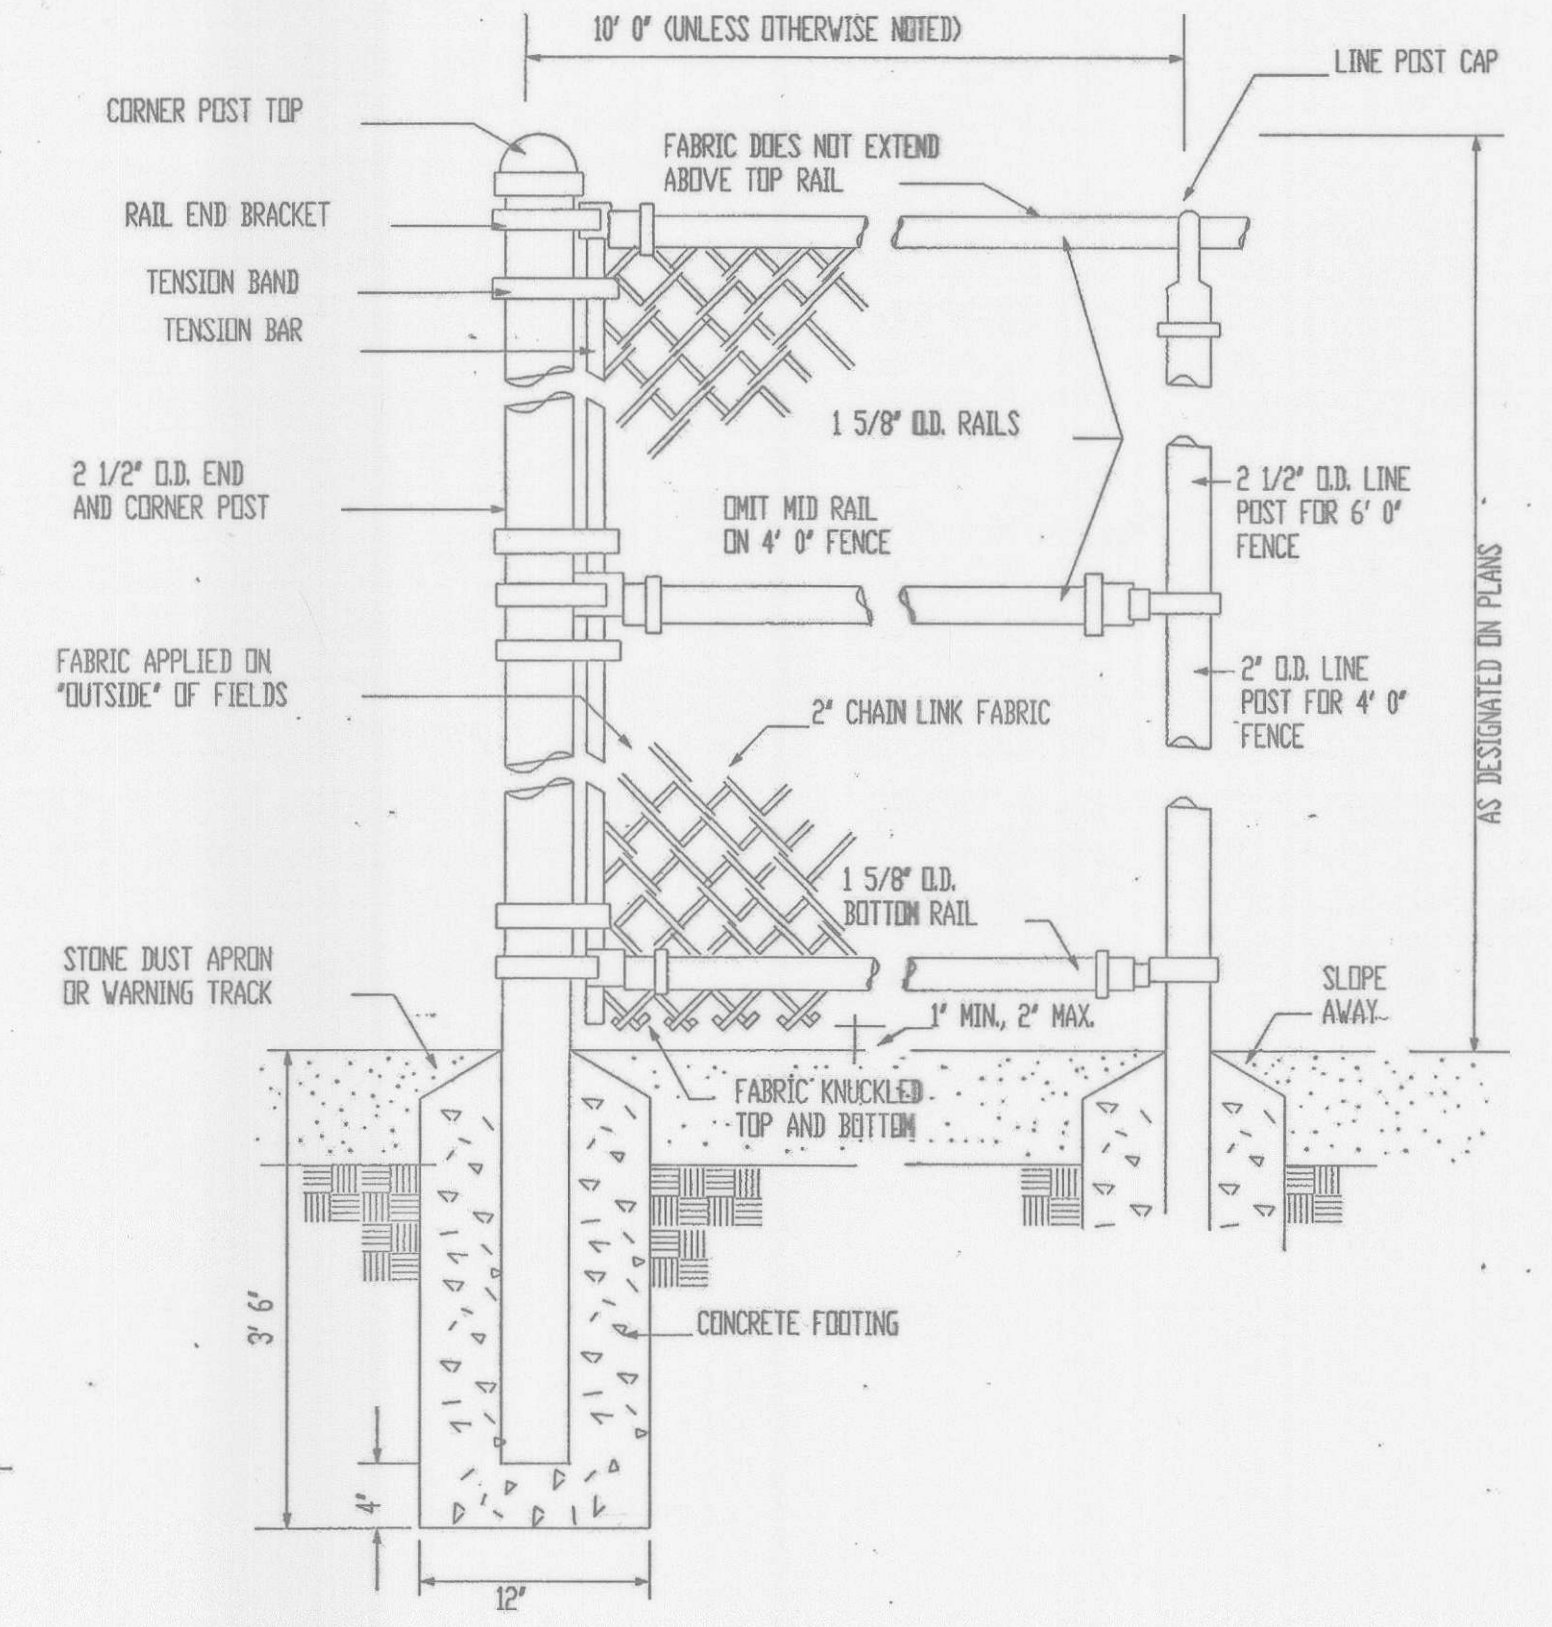 10' 0" (UNLESS OTHERWISE NOTED)
LINE POST CAP
CORNER POST TOP
FABRIC DOES NOT EXTEND
ABOVE TOP RAIL
RAIL END BRACKET
TENSION BAND
TENSION BAR
1 5/8" O.D. RAILS
2 1/2" O.D. END
AND CORNER POST
OMIT MID RAIL
ON 4' 0" FENCE
2 1/2" O.D. LINE
POST FOR 6' 0"
FENCE
AS DESIGNATED ON PLANS
FABRIC APPLIED ON
"OUTSIDE" OF FIELDS
2" CHAIN LINK FABRIC
2" O.D. LINE
POST FOR 4' 0"
FENCE
1 5/8" O.D.
BOTTOM RAIL
STONE DUST APRON
OR WARNING TRACK
SLOPE
AWAY
1" MIN., 2" MAX.
FABRIC KNUCKLED
TOP AND BOTTOM
3' 6"
CONCRETE FOOTING
4"
12"